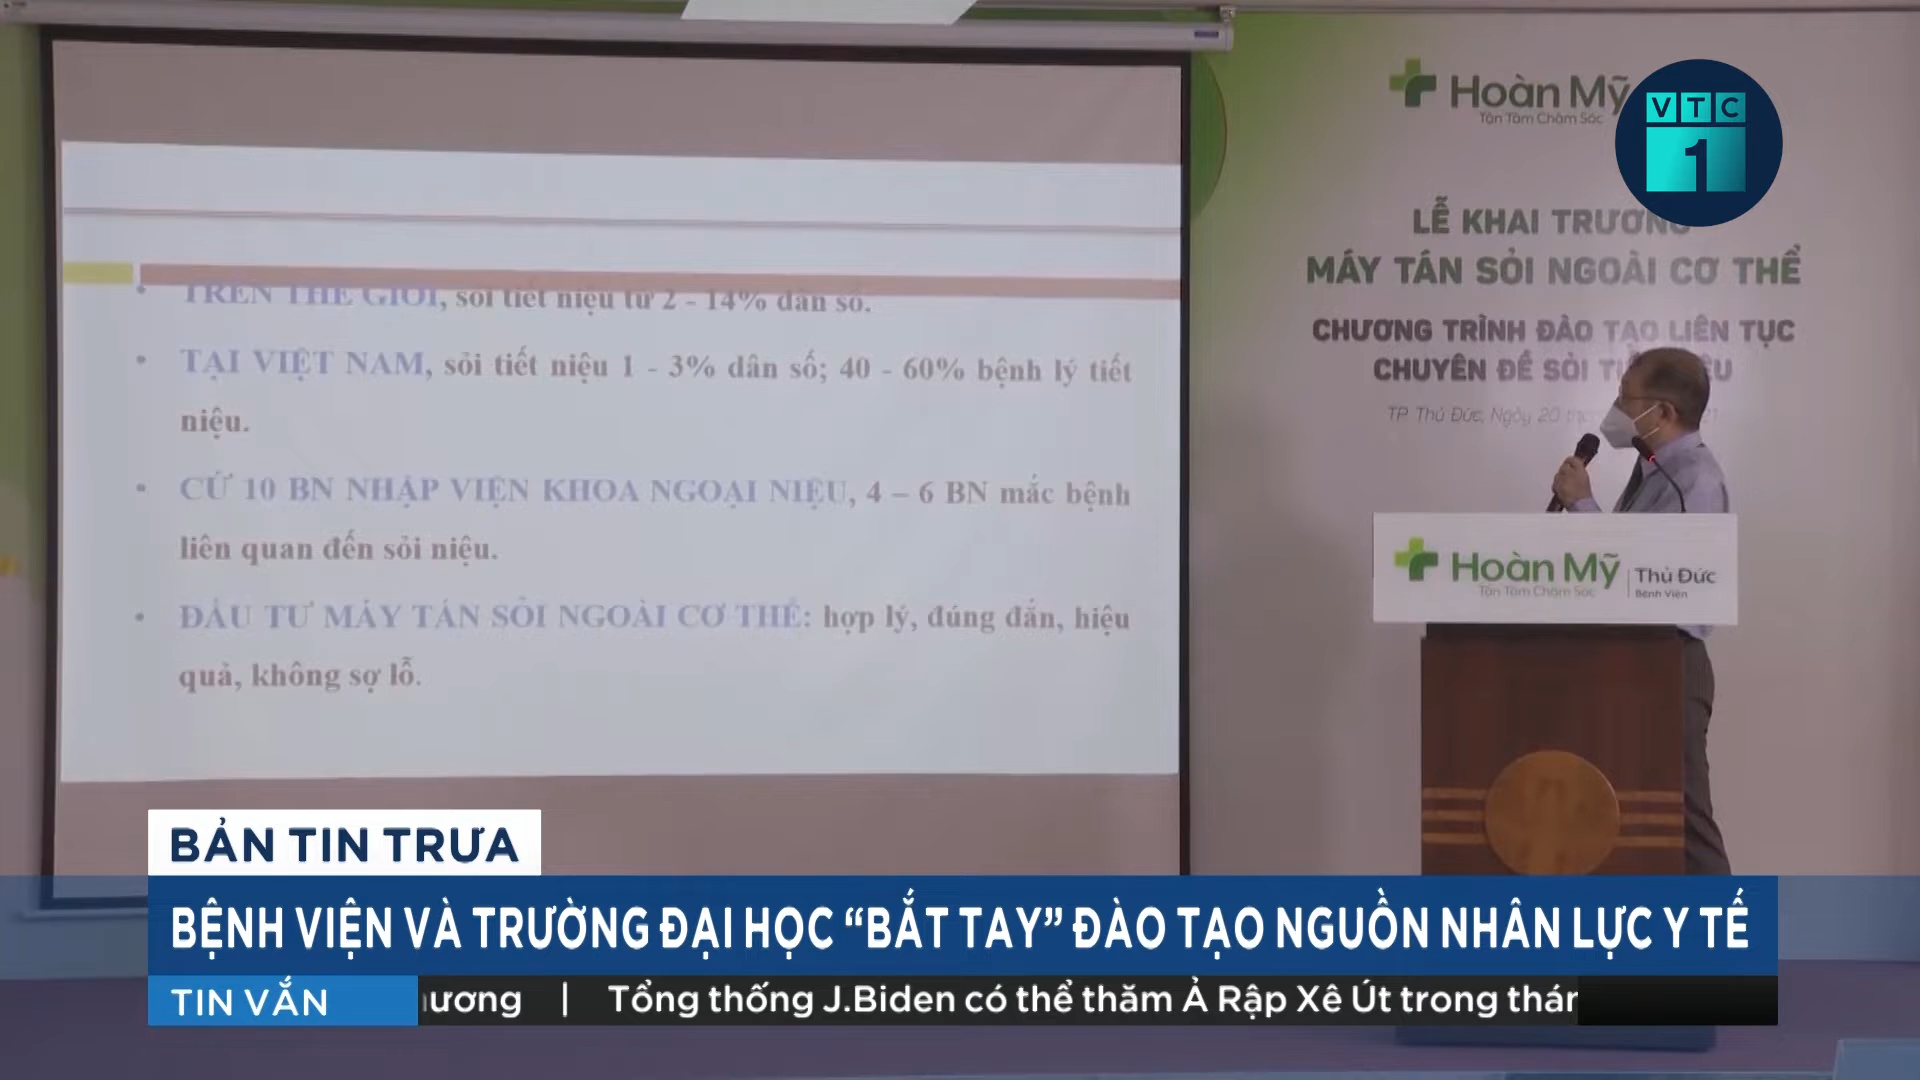 Hoàn Mỹ
Tận Tâm Chăm Sóc
VTC
1
LỄ KHAI TRƯƠNG
MÁY TÁN SỎI NGOÀI CƠ THỂ
CHƯƠNG TRÌNH ĐÀO TẠO LIÊN TỤC
CHUYÊN ĐỀ SỎI
TP. Thủ Đức, Ngày 20
TRÊN THẾ GIỚI, sỏi tiết niệu từ 2 - 14% dân số.
• TẠI VIỆT NAM, sỏi tiết niệu 1 - 3% dân số; 40 - 60% bệnh lý tiết
niệu.
• CỨ 10 BN NHẬP VIỆN KHOA NGOẠI NIỆU, 4 – 6 BN mắc bệnh
liên quan đến sỏi niệu.
• ĐẦU TƯ MÁY TÁN SỎI NGOÀI CƠ THỂ: hợp lý, đúng đắn, hiệu
quả, không sợ lỗ.
Hoàn Mỹ | Thủ Đức
Tận Tâm Chăm Sóc Bệnh Viện
BẢN TIN TRƯA
BỆNH VIỆN VÀ TRƯỜNG ĐẠI HỌC “BẮT TAY” ĐÀO TẠO NGUỒN NHÂN LỰC Y TẾ
TIN VẮN ương | Tổng thống J.Biden có thể thăm Ả Rập Xê Út trong